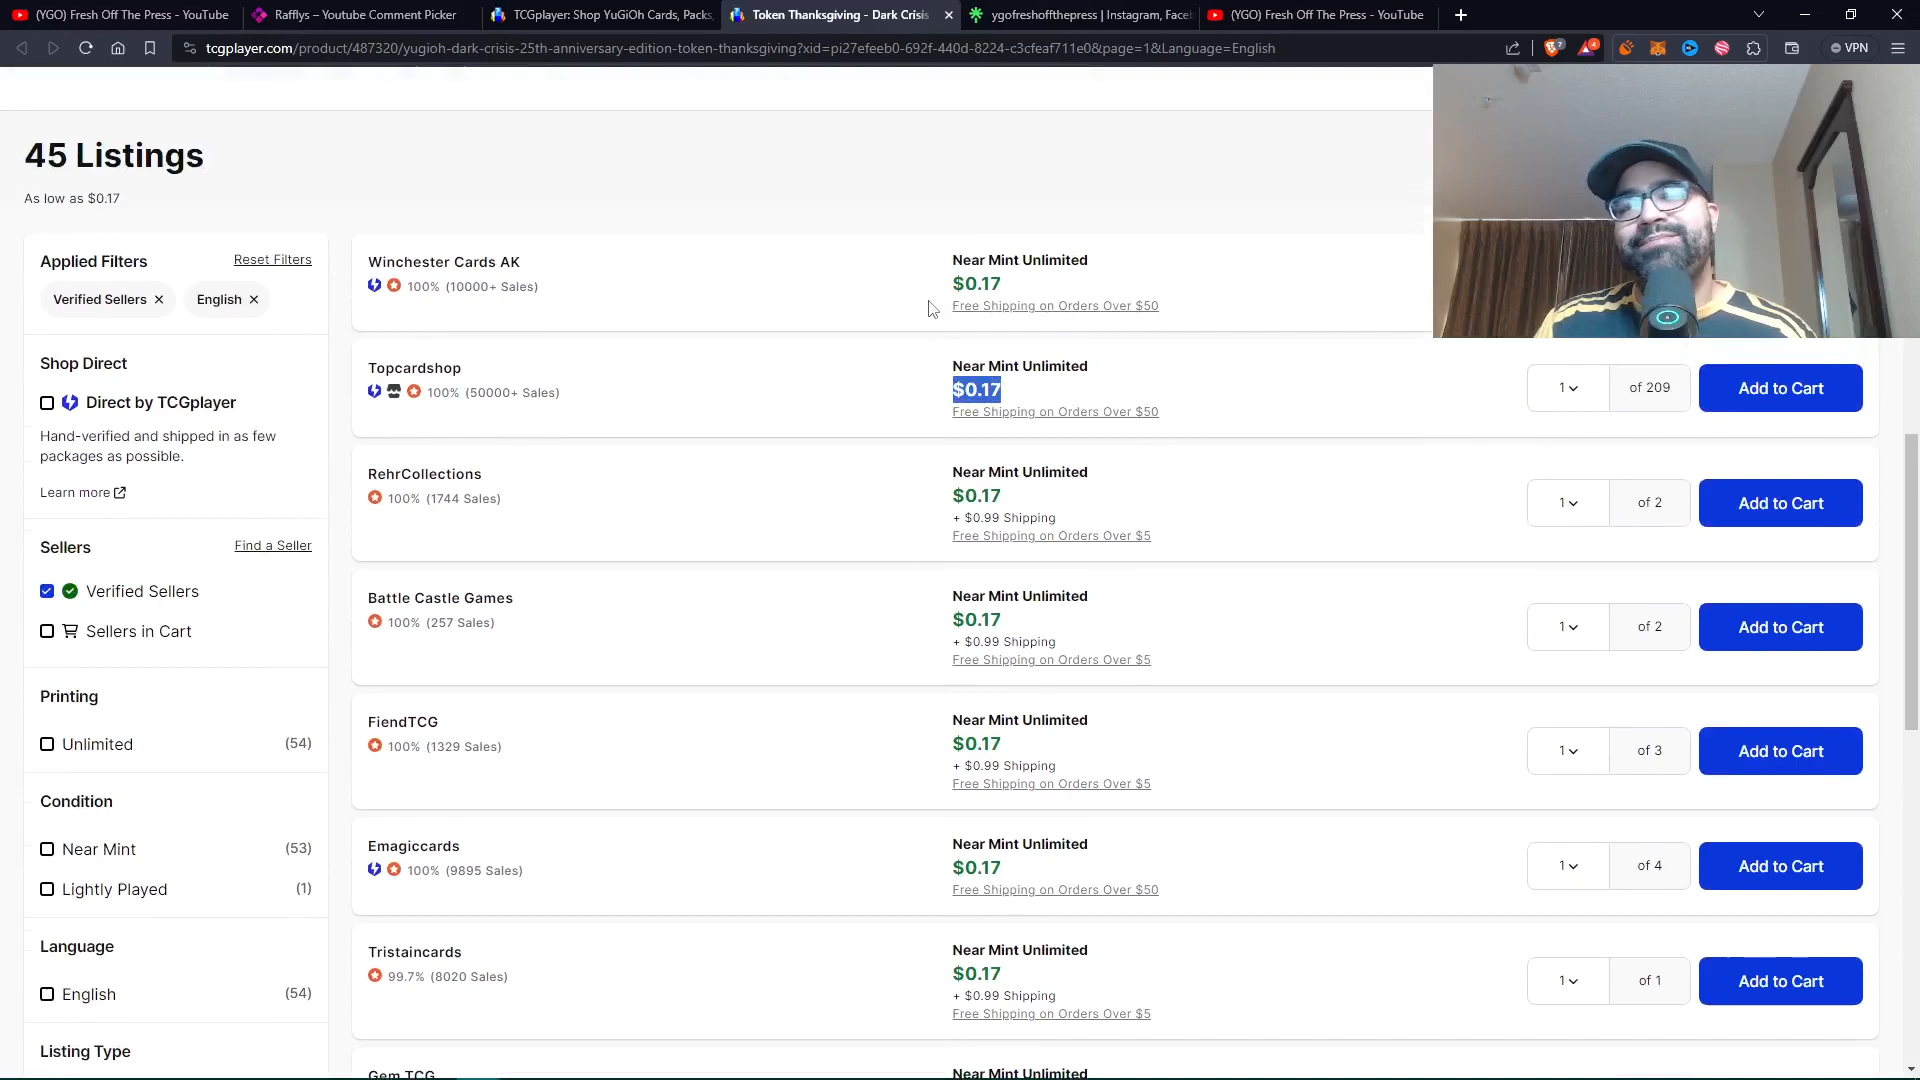 (YGO) Fresh Off The Press - YouTube
Rafflys – Youtube Comment Picker
TCGplayer: Shop YuGiOh Cards, Packs,
Token Thanksgiving - Dark Crisis
ygofreshoffthepress | Instagram, Faceb
(YGO) Fresh Off The Press - YouTube
tcgplayer.com/product/487320/yugioh-dark-crisis-25th-anniversary-edition-token-thanksgiving?xid=pi27efeeb0-692f-440d-8224-c3cfeaf711e0&page=1&Language=English
7
4
VPN
45 Listings
As low as $0.17
Applied Filters
Reset Filters
Verified Sellers
English
Shop Direct
Direct by TCGplayer
Hand-verified and shipped in as few
packages as possible.
Learn more
Sellers
Find a Seller
Verified Sellers
Sellers in Cart
Printing
Unlimited (54)
Condition
Near Mint (53)
Lightly Played (1)
Language
English (54)
Listing Type
Winchester Cards AK
100% (10000+ Sales)
Near Mint Unlimited
$0.17
Free Shipping on Orders Over $50
Topcardshop
100% (50000+ Sales)
Near Mint Unlimited
$0.17
Free Shipping on Orders Over $50
1 of 209
Add to Cart
RehrCollections
100% (1744 Sales)
Near Mint Unlimited
$0.17
+ $0.99 Shipping
Free Shipping on Orders Over $5
1 of 2
Add to Cart
Battle Castle Games
100% (257 Sales)
Near Mint Unlimited
$0.17
+ $0.99 Shipping
Free Shipping on Orders Over $5
1 of 2
Add to Cart
FiendTCG
100% (1329 Sales)
Near Mint Unlimited
$0.17
+ $0.99 Shipping
Free Shipping on Orders Over $5
1 of 3
Add to Cart
Emagiccards
100% (9895 Sales)
Near Mint Unlimited
$0.17
Free Shipping on Orders Over $50
1 of 4
Add to Cart
Tristaincards
99.7% (8020 Sales)
Near Mint Unlimited
$0.17
+ $0.99 Shipping
Free Shipping on Orders Over $5
1 of 1
Add to Cart
Gem TCG
Near Mint Unlimited